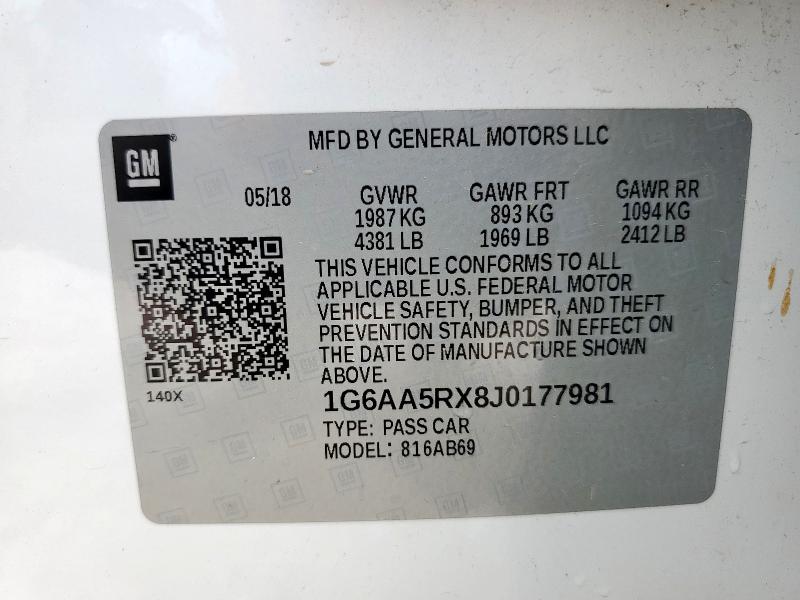 GM
MFD BY GENERAL MOTORS LLC
05/18 GVWR GAWR FRT GAWR RR
1987 KG 893 KG 1094 KG
4381 LB 1969 LB 2412 LB
THIS VEHICLE CONFORMS TO ALL
APPLICABLE U.S. FEDERAL MOTOR
VEHICLE SAFETY, BUMPER, AND THEFT
PREVENTION STANDARDS IN EFFECT ON
THE DATE OF MANUFACTURE SHOWN
ABOVE.
140X
1G6AA5RX8J0177981
TYPE: PASS CAR
MODEL: 816AB69